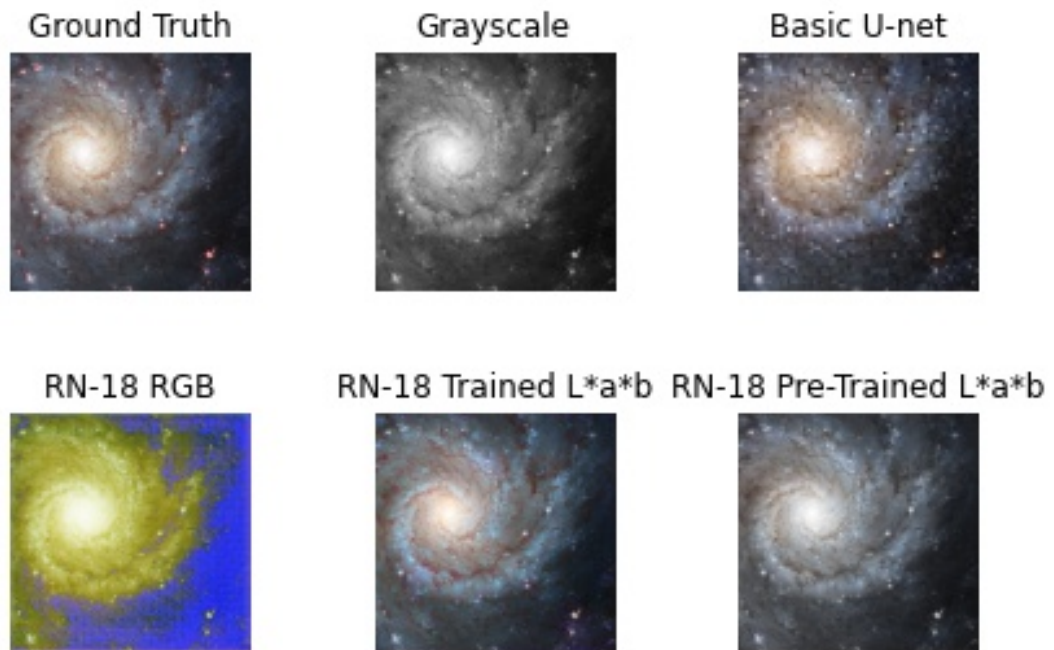 Ground Truth
Grayscale
Basic U-net
RN-18 RGB
RN-18 Trained L*a*b
RN-18 Pre-Trained L*a*b